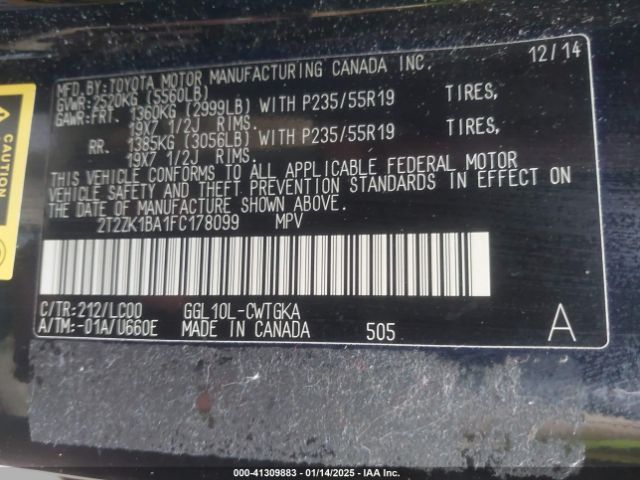 12/14
MFD.BY:TOYOTA MOTOR MANUFACTURING CANADA INC.
GVWR:2520KG (5560LB)
GAWR:FRT. 1360KG (2999LB) WITH P235/55R19 TIRES,
19X7 1/2J RIMS.
RR. 1385KG (3056LB) WITH P235/55R19 TIRES,
19X7 1/2J RIMS.
THIS VEHICLE CONFORMS TO ALL APPLICABLE FEDERAL MOTOR
VEHICLE SAFETY AND THEFT PREVENTION STANDARDS IN EFFECT ON
THE DATE OF MANUFACTURE SHOWN ABOVE.
2T2ZK1BA1FC178099 MPV
C/TR:212/LC00 GGL10L-CWTGKA
A/TM:-01A/U660E MADE IN CANADA 505 A
CAUTION
000-41309883 - 01/14/2025 - IAA Inc.